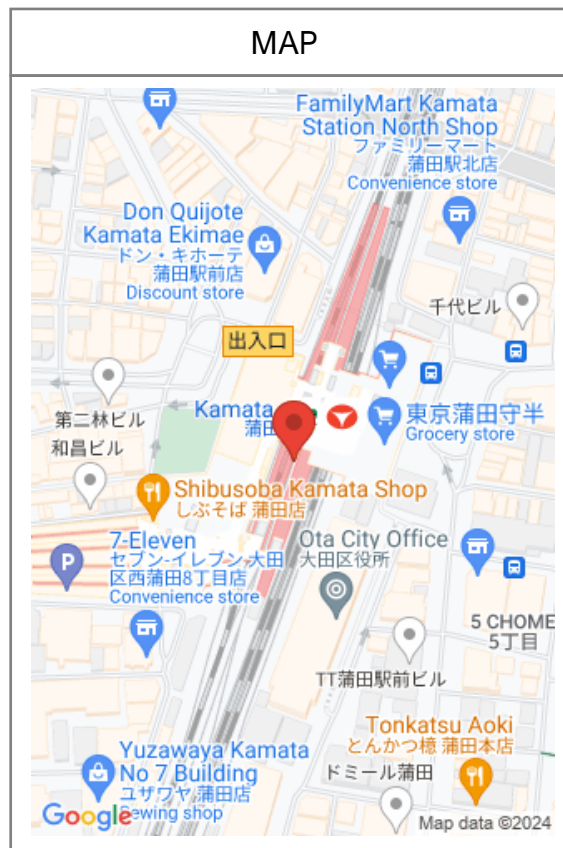 MAP
FamilyMart Kamata
Station North Shop
ファミリーマート
蒲田駅北店
Convenience store
Don Quijote
Kamata Ekimae
ドン・キホーテ
蒲田駅前店
Discount store
千代ビル
出入口
Kamata
蒲田
東京蒲田守半
Grocery store
第二林ビル
和昌ビル
Shibusoba Kamata Shop
しぶそば 蒲田店
7-Eleven
セブン-イレブン 大田
区西蒲田8丁目店
Convenience store
Ota City Office
大田区役所
P
5 CHOME
5丁目
TT蒲田駅前ビル
Tonkatsu Aoki
とんかつ檍 蒲田本店
ドミール蒲田
Yuzawaya Kamata
No 7 Building
ユザワヤ 蒲田店
Sewing shop
Google
Map data ©2024